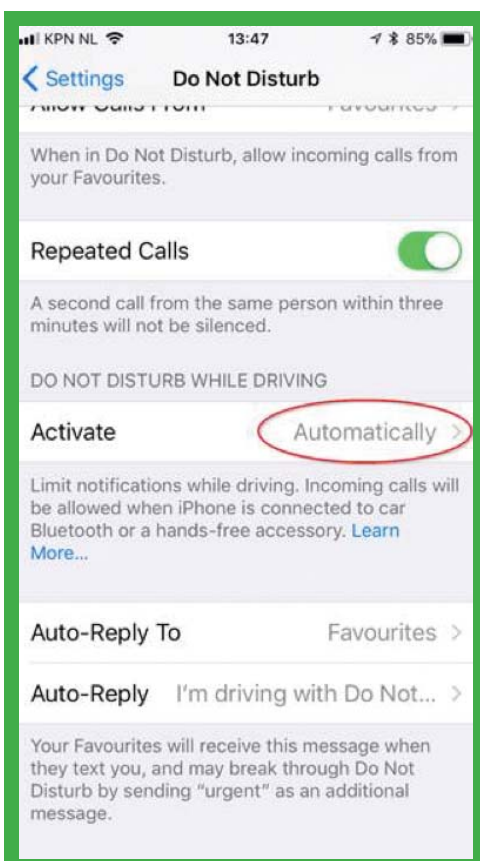 KPN NL 13:47 85%
Settings Do Not Disturb
Allow Calls From Favourites
When in Do Not Disturb, allow incoming calls from
your Favourites.
Repeated Calls
A second call from the same person within three
minutes will not be silenced.
DO NOT DISTURB WHILE DRIVING
Activate Automatically
Limit notifications while driving. Incoming calls will
be allowed when iPhone is connected to car
Bluetooth or a hands-free accessory. Learn
More...
Auto-Reply To Favourites
Auto-Reply I'm driving with Do Not...
Your Favourites will receive this message when
they text you, and may break through Do Not
Disturb by sending “urgent” as an additional
message.